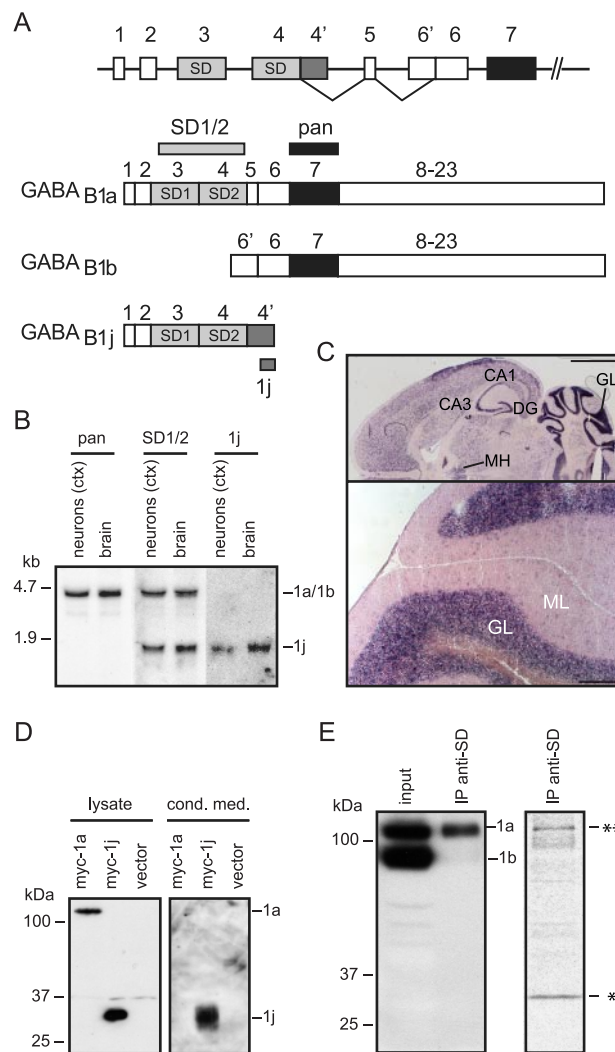 A
1 2 3 4 4' 5 6' 6 7
SD SD //
SD1/2 pan
1 2 3 4 5 6 7 8-23
GABA B1a SD1 SD2
6' 6 7 8-23
GABA B1b
1 2 3 4 4'
GABA B1j SD1 SD2
1j
B
pan SD1/2 1j
neurons (ctx) brain neurons (ctx) brain neurons (ctx) brain
kb
4.7 –1a/1b
1.9 –1j
C
CA1 GL
CA3 DG
MH
ML
GL
D
lysate cond. med.
myc-1a myc-1j vector myc-1a myc-1j vector
kDa
100 –1a
37
25 –1j
E
input IP anti-SD IP anti-SD
kDa
100 –1a **
–1b
37 *
25